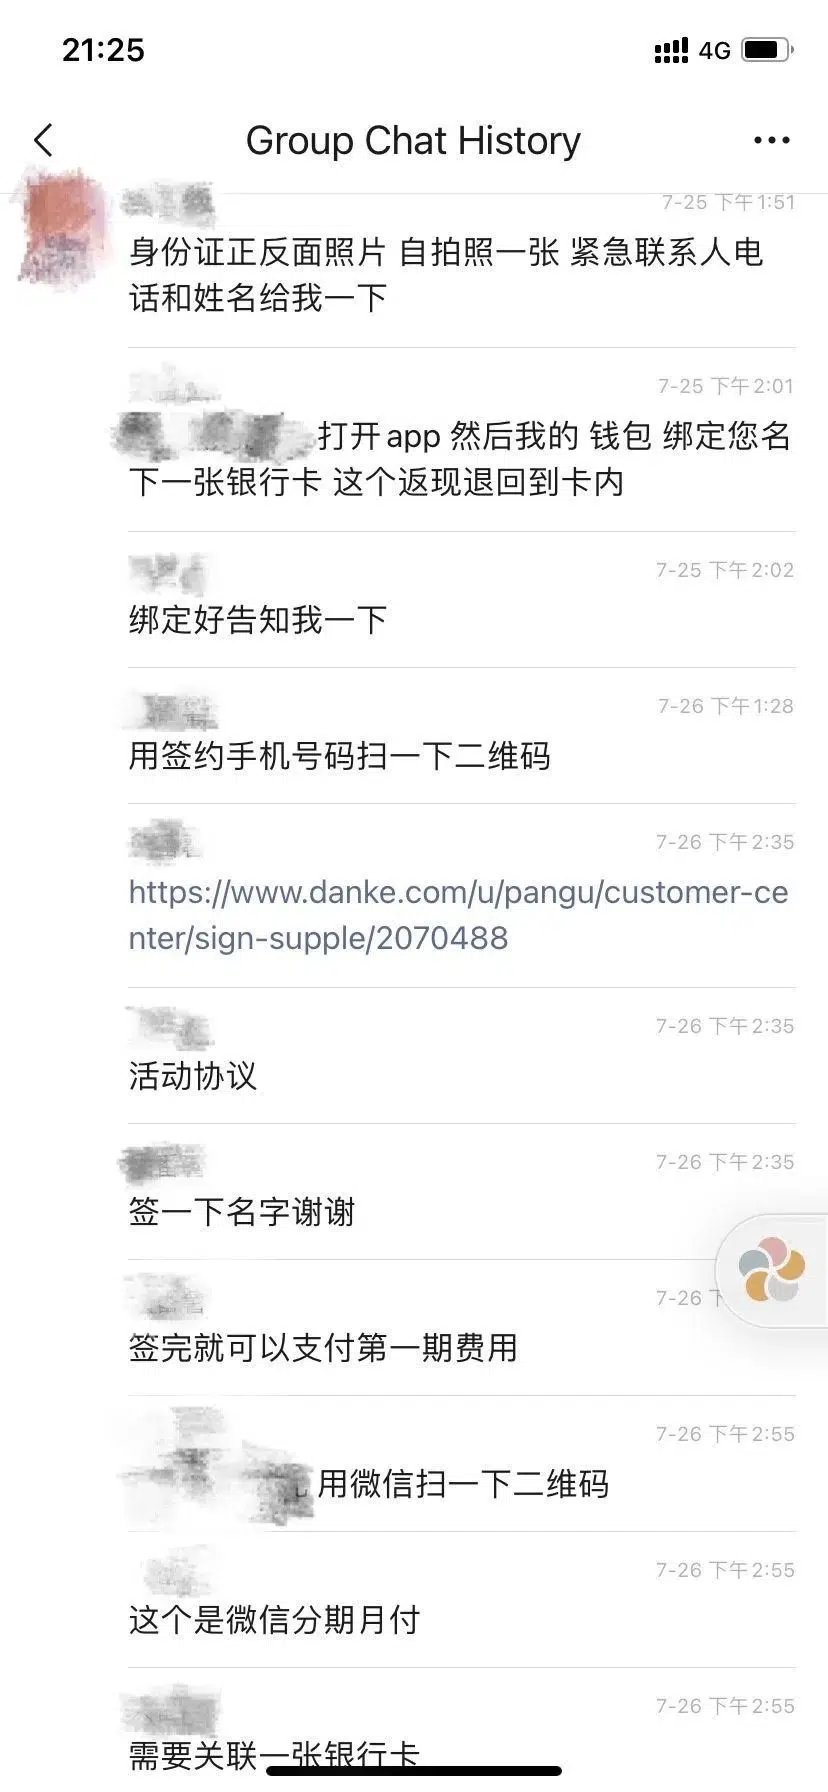 21:25
4G
Group Chat History
7-25 下午1:51
身份证正反面照片 自拍照一张 紧急联系人电
话和姓名给我一下
7-25 下午2:01
打开app 然后我的 钱包 绑定您名
下一张银行卡 这个返现退回到卡内
7-25 下午2:02
绑定好告知我一下
7-26 下午1:28
用签约手机号码扫一下二维码
7-26 下午2:35
https://www.danke.com/u/pangu/customer-ce
nter/sign-supple/2070488
7-26 下午2:35
活动协议
7-26 下午2:35
签一下名字谢谢
7-26 下
签完就可以支付第一期费用
7-26 下午2:55
用微信扫一下二维码
7-26 下午2:55
这个是微信分期月付
7-26 下午2:55
需要关联一张银行卡